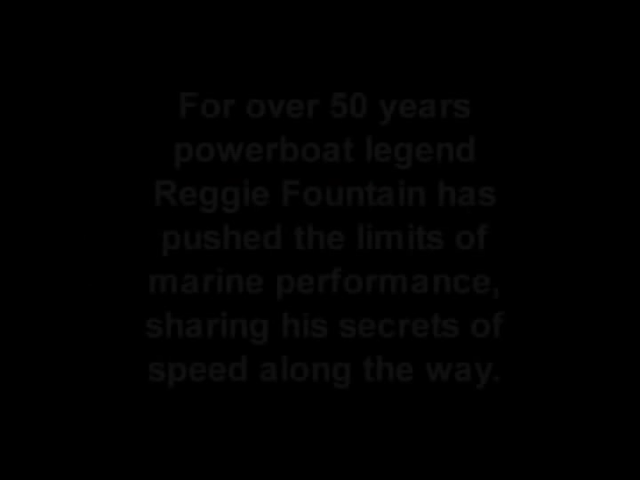 For over 50 years
powerboat legend
Reggie Fountain has
pushed the limits of
marine performance,
sharing his secrets of
speed along the way.